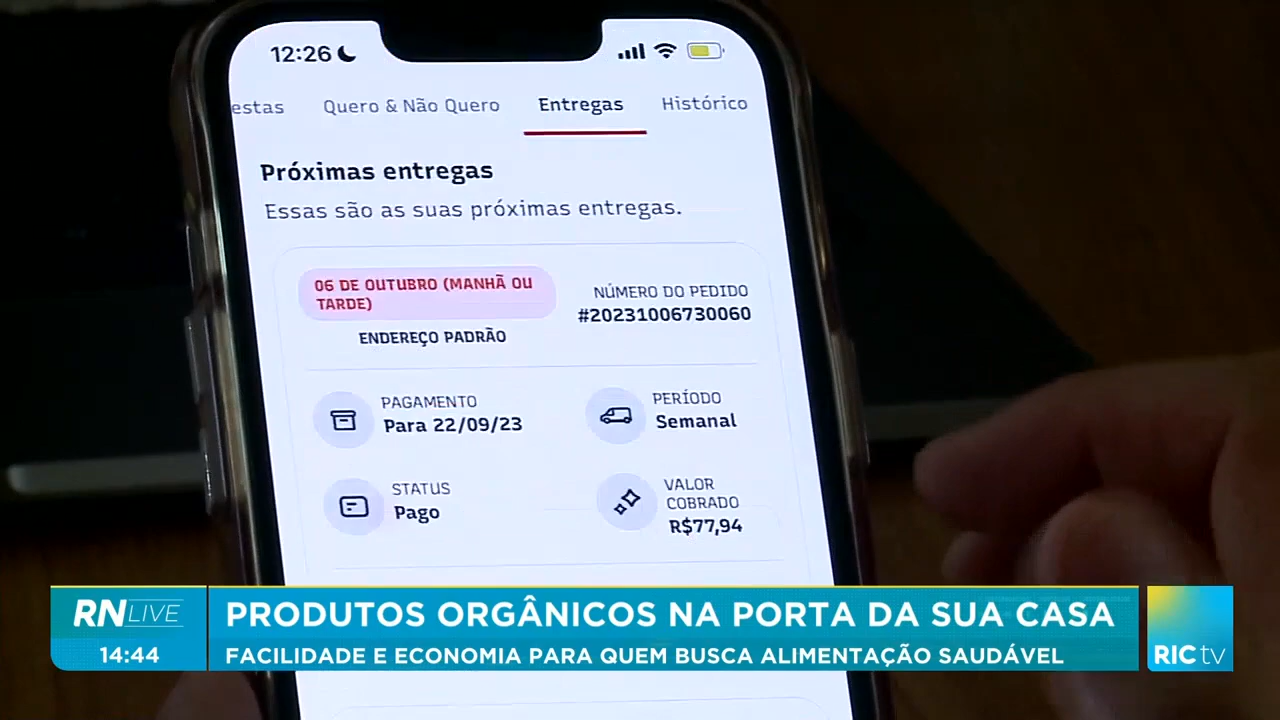 12:26
estas Quero & Não Quero Entregas Histórico
Próximas entregas
Essas são as suas próximas entregas.
06 DE OUTUBRO (MANHÃ OU
TARDE)
ENDEREÇO PADRÃO
NÚMERO DO PEDIDO
#20231006730060
PAGAMENTO
Para 22/09/23
PERÍODO
Semanal
STATUS
Pago
VALOR
COBRADO
R$77,94
RN LIVE
14:44
PRODUTOS ORGÂNICOS NA PORTA DA SUA CASA
FACILIDADE E ECONOMIA PARA QUEM BUSCA ALIMENTAÇÃO SAUDÁVEL
RIC tv